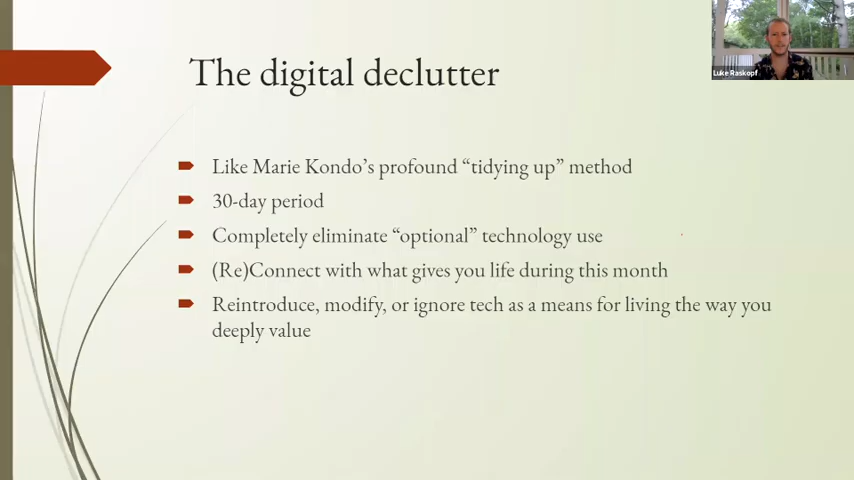 The digital declutter
Luke Raskopf
Like Marie Kondo’s profound “tidying up” method
30-day period
Completely eliminate “optional” technology use
(Re)Connect with what gives you life during this month
Reintroduce, modify, or ignore tech as a means for living the way you
deeply value